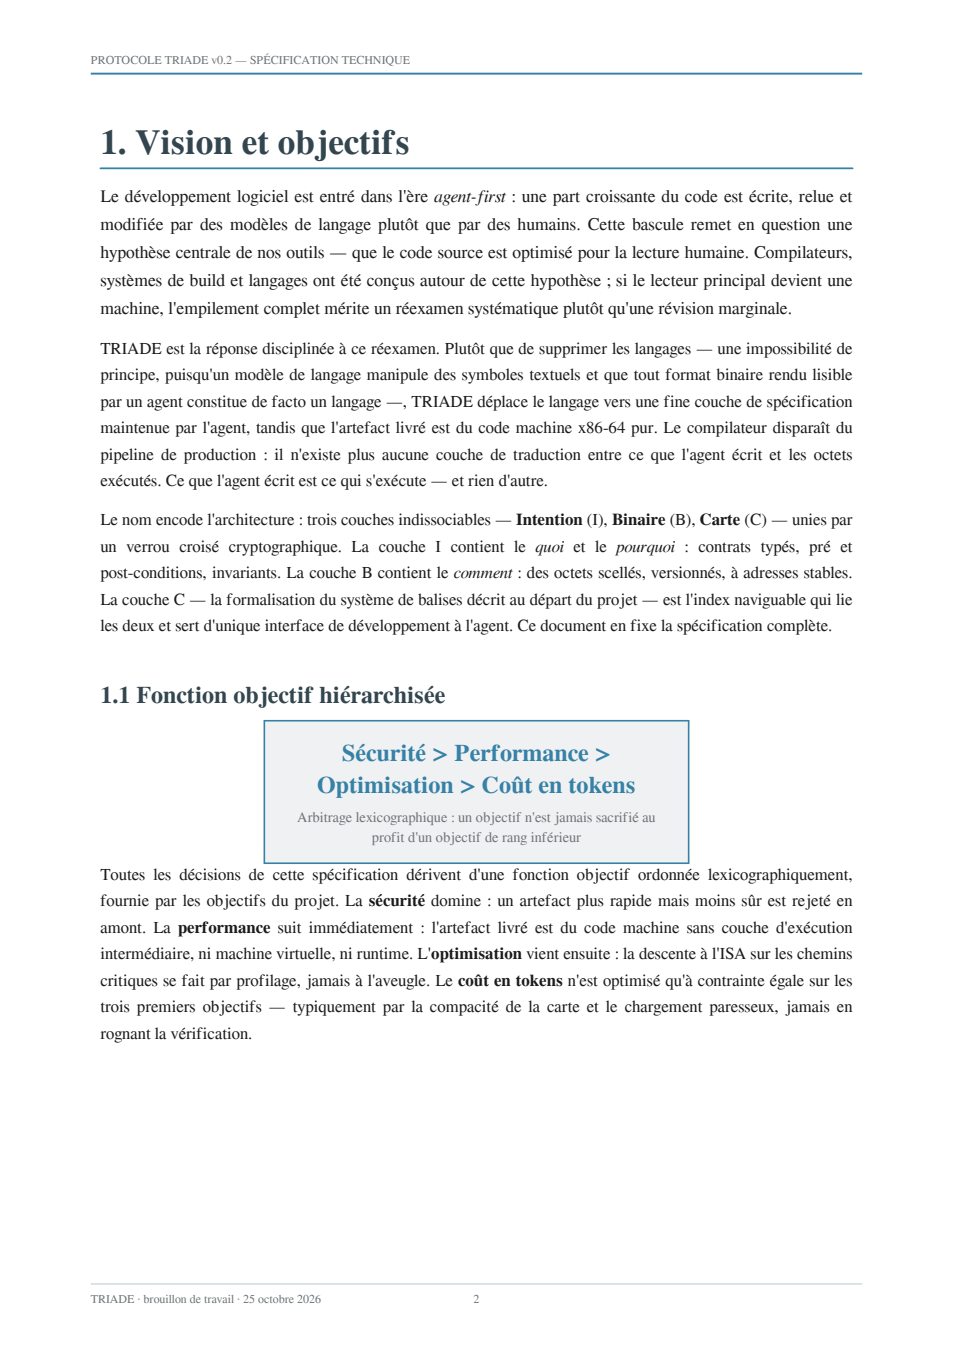 PROTOCOLE TRIADE v0.2 — SPÉCIFICATION TECHNIQUE
1. Vision et objectifs
Le développement logiciel est entré dans l'ère agent-first : une part croissante du code est écrite, relue et
modifiée par des modèles de langage plutôt que par des humains. Cette bascule remet en question une
hypothèse centrale de nos outils — que le code source est optimisé pour la lecture humaine. Compilateurs,
systèmes de build et langages ont été conçus autour de cette hypothèse ; si le lecteur principal devient une
machine, l'empilement complet mérite un réexamen systématique plutôt qu'une révision marginale.
TRIADE est la réponse disciplinée à ce réexamen. Plutôt que de supprimer les langages — une impossibilité de
principe, puisqu'un modèle de langage manipule des symboles textuels et que tout format binaire rendu lisible
par un agent constitue de facto un langage —, TRIADE déplace le langage vers une fine couche de spécification
maintenue par l'agent, tandis que l'artefact livré est du code machine x86-64 pur. Le compilateur disparaît du
pipeline de production : il n'existe plus aucune couche de traduction entre ce que l'agent écrit et les octets
exécutés. Ce que l'agent écrit est ce qui s'exécute — et rien d'autre.
Le nom encode l'architecture : trois couches indissociables — Intention (I), Binaire (B), Carte (C) — unies par
un verrou croisé cryptographique. La couche I contient le quoi et le pourquoi : contrats typés, pré et
post-conditions, invariants. La couche B contient le comment : des octets scellés, versionnés, à adresses stables.
La couche C — la formalisation du système de balises décrit au départ du projet — est l'index naviguable qui lie
les deux et sert d'unique interface de développement à l'agent. Ce document en fixe la spécification complète.
1.1 Fonction objectif hiérarchisée
Sécurité > Performance >
Optimisation > Coût en tokens
Arbitrage lexicographique : un objectif n'est jamais sacrifié au
profit d'un objectif de rang inférieur
Toutes les décisions de cette spécification dérivent d'une fonction objectif ordonnée lexicographiquement,
fournie par les objectifs du projet. La sécurité domine : un artefact plus rapide mais moins sûr est rejeté en
amont. La performance suit immédiatement : l'artefact livré est du code machine sans couche d'exécution
intermédiaire, ni machine virtuelle, ni runtime. L'optimisation vient ensuite : la descente à l'ISA sur les chemins
critiques se fait par profilage, jamais à l'aveugle. Le coût en tokens n'est optimisé qu'à contrainte égale sur les
trois premiers objectifs — typiquement par la compacité de la carte et le chargement paresseux, jamais en
rognant la vérification.
TRIADE · brouillon de travail · 25 octobre 2026
2